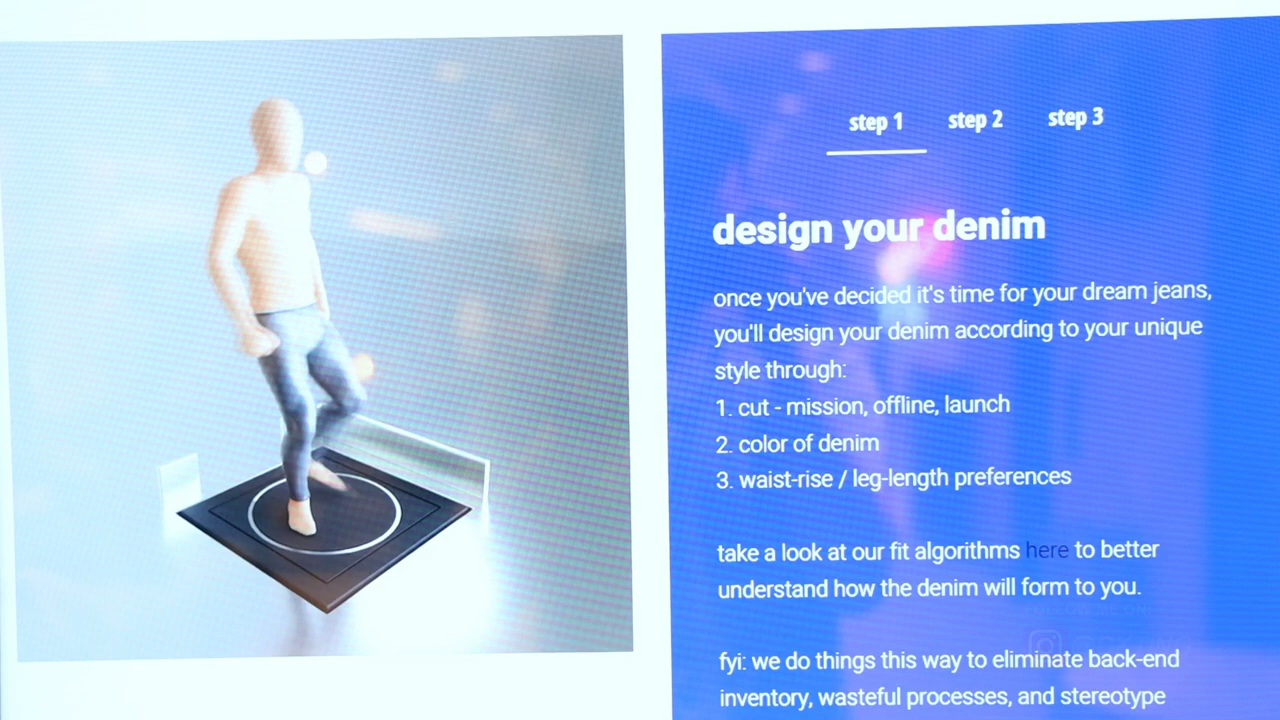 step 1 step 2 step 3
design your denim
once you've decided it's time for your dream jeans,
you'll design your denim according to your unique
style through:
1. cut - mission, offline, launch
2. color of denim
3. waist-rise / leg-length preferences
take a look at our fit algorithms here to better
understand how the denim will form to you.
fyi: we do things this way to eliminate back-end
inventory, wasteful processes, and stereotype